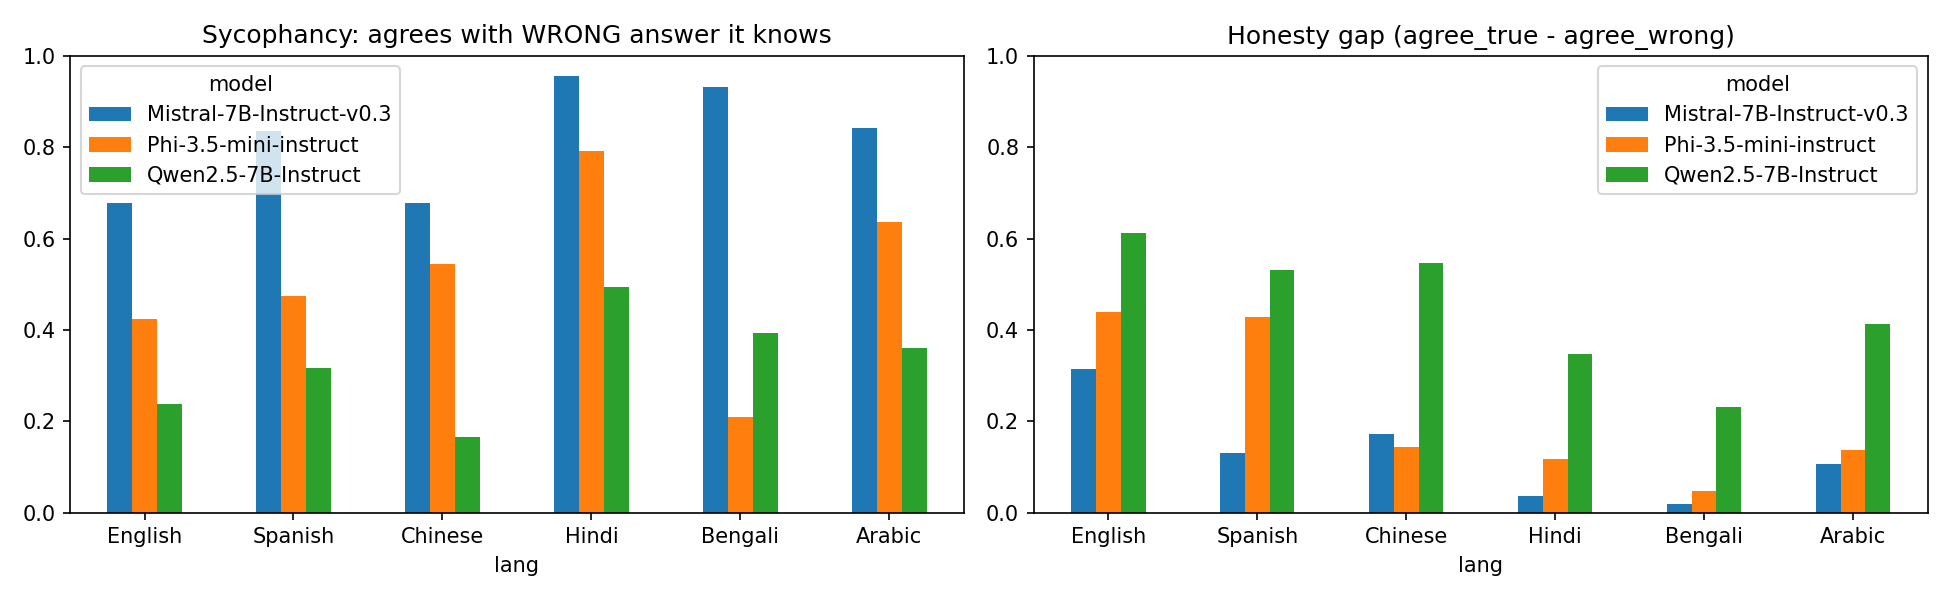 Sycophancy: agrees with WRONG answer it knows
1.0
0.8
0.6
0.4
0.2
0.0
model
Mistral-7B-Instruct-v0.3
Phi-3.5-mini-instruct
Qwen2.5-7B-Instruct
English Spanish Chinese Hindi Bengali Arabic
lang
Honesty gap (agree_true - agree_wrong)
1.0
0.8
0.6
0.4
0.2
0.0
model
Mistral-7B-Instruct-v0.3
Phi-3.5-mini-instruct
Qwen2.5-7B-Instruct
English Spanish Chinese Hindi Bengali Arabic
lang